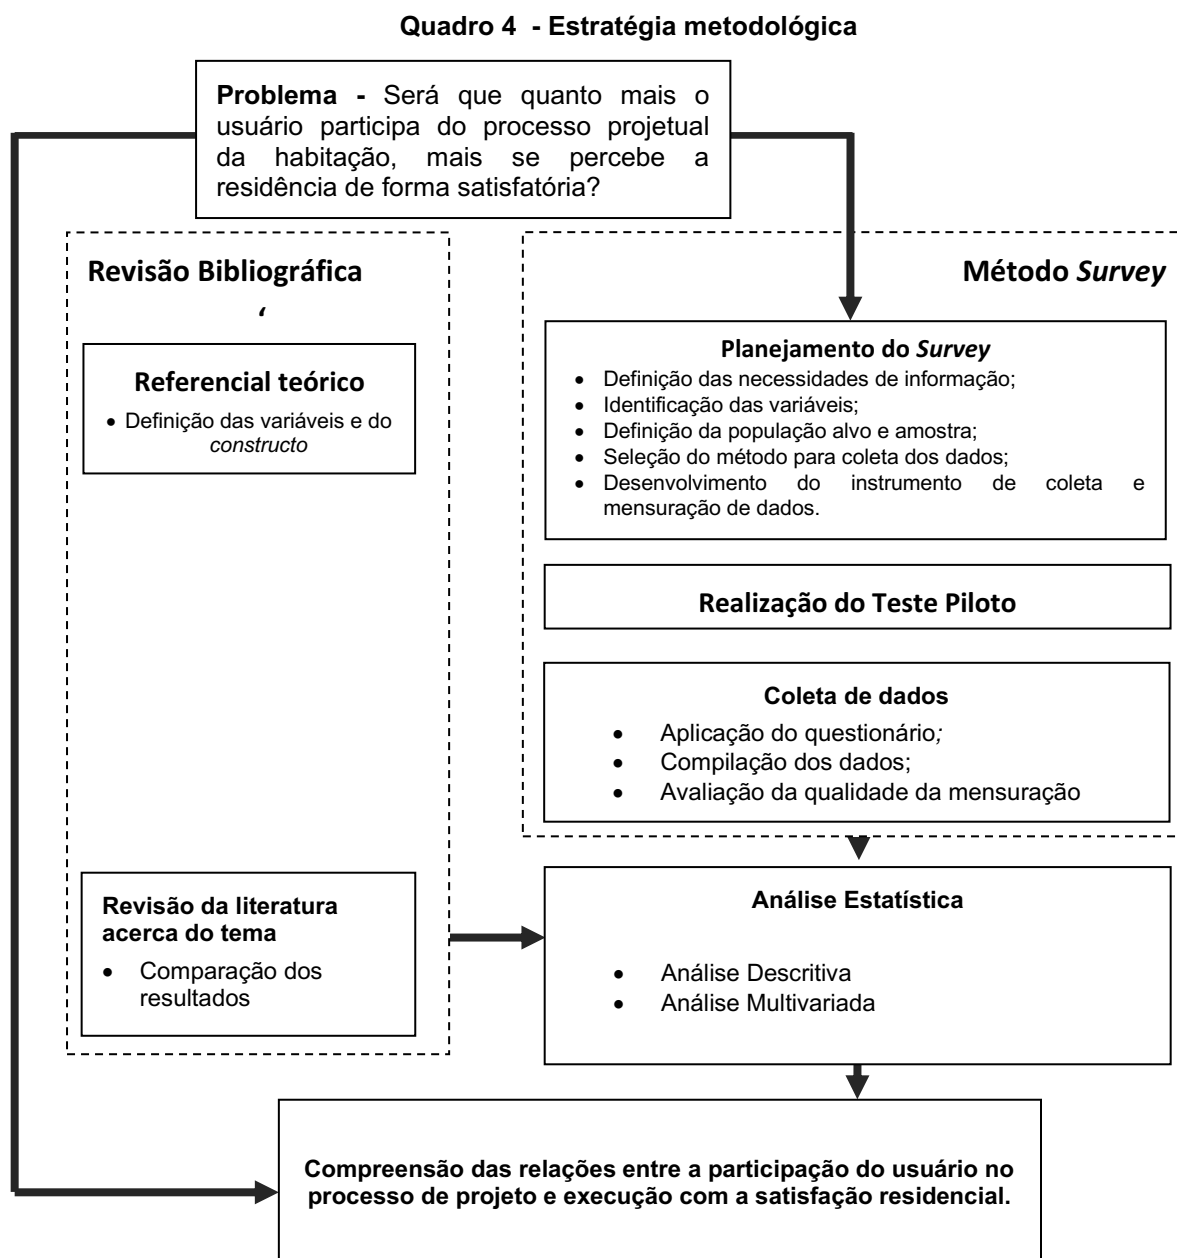 Quadro 4 - Estratégia metodológica
Problema - Será que quanto mais o
usuário participa do processo projetual
da habitação, mais se percebe a
residência de forma satisfatória?
Revisão Bibliográfica
‘
Referencial teórico
• Definição das variáveis e do
constructo
Revisão da literatura
acerca do tema
• Comparação dos
resultados
Método Survey
Planejamento do Survey
• Definição das necessidades de informação;
• Identificação das variáveis;
• Definição da população alvo e amostra;
• Seleção do método para coleta dos dados;
• Desenvolvimento do instrumento de coleta e
mensuração de dados.
Realização do Teste Piloto
Coleta de dados
• Aplicação do questionário;
• Compilação dos dados;
• Avaliação da qualidade da mensuração
Análise Estatística
• Análise Descritiva
• Análise Multivariada
Compreensão das relações entre a participação do usuário no
processo de projeto e execução com a satisfação residencial.